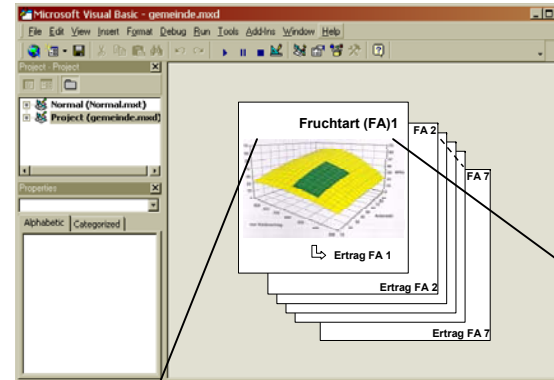 Microsoft Visual Basic - gemeinde.mxd
File Edit View Insert Format Debug Run Tools Add-Ins Window Help
Project - Project
Normal (Normal.mxt)
Project (gemeinde.mxd)
Properties
Alphabetic Categorized
Fruchtart (FA)1
FA 2
FA 7
Ertrag FA 1
Ertrag FA 2
Ertrag FA 7